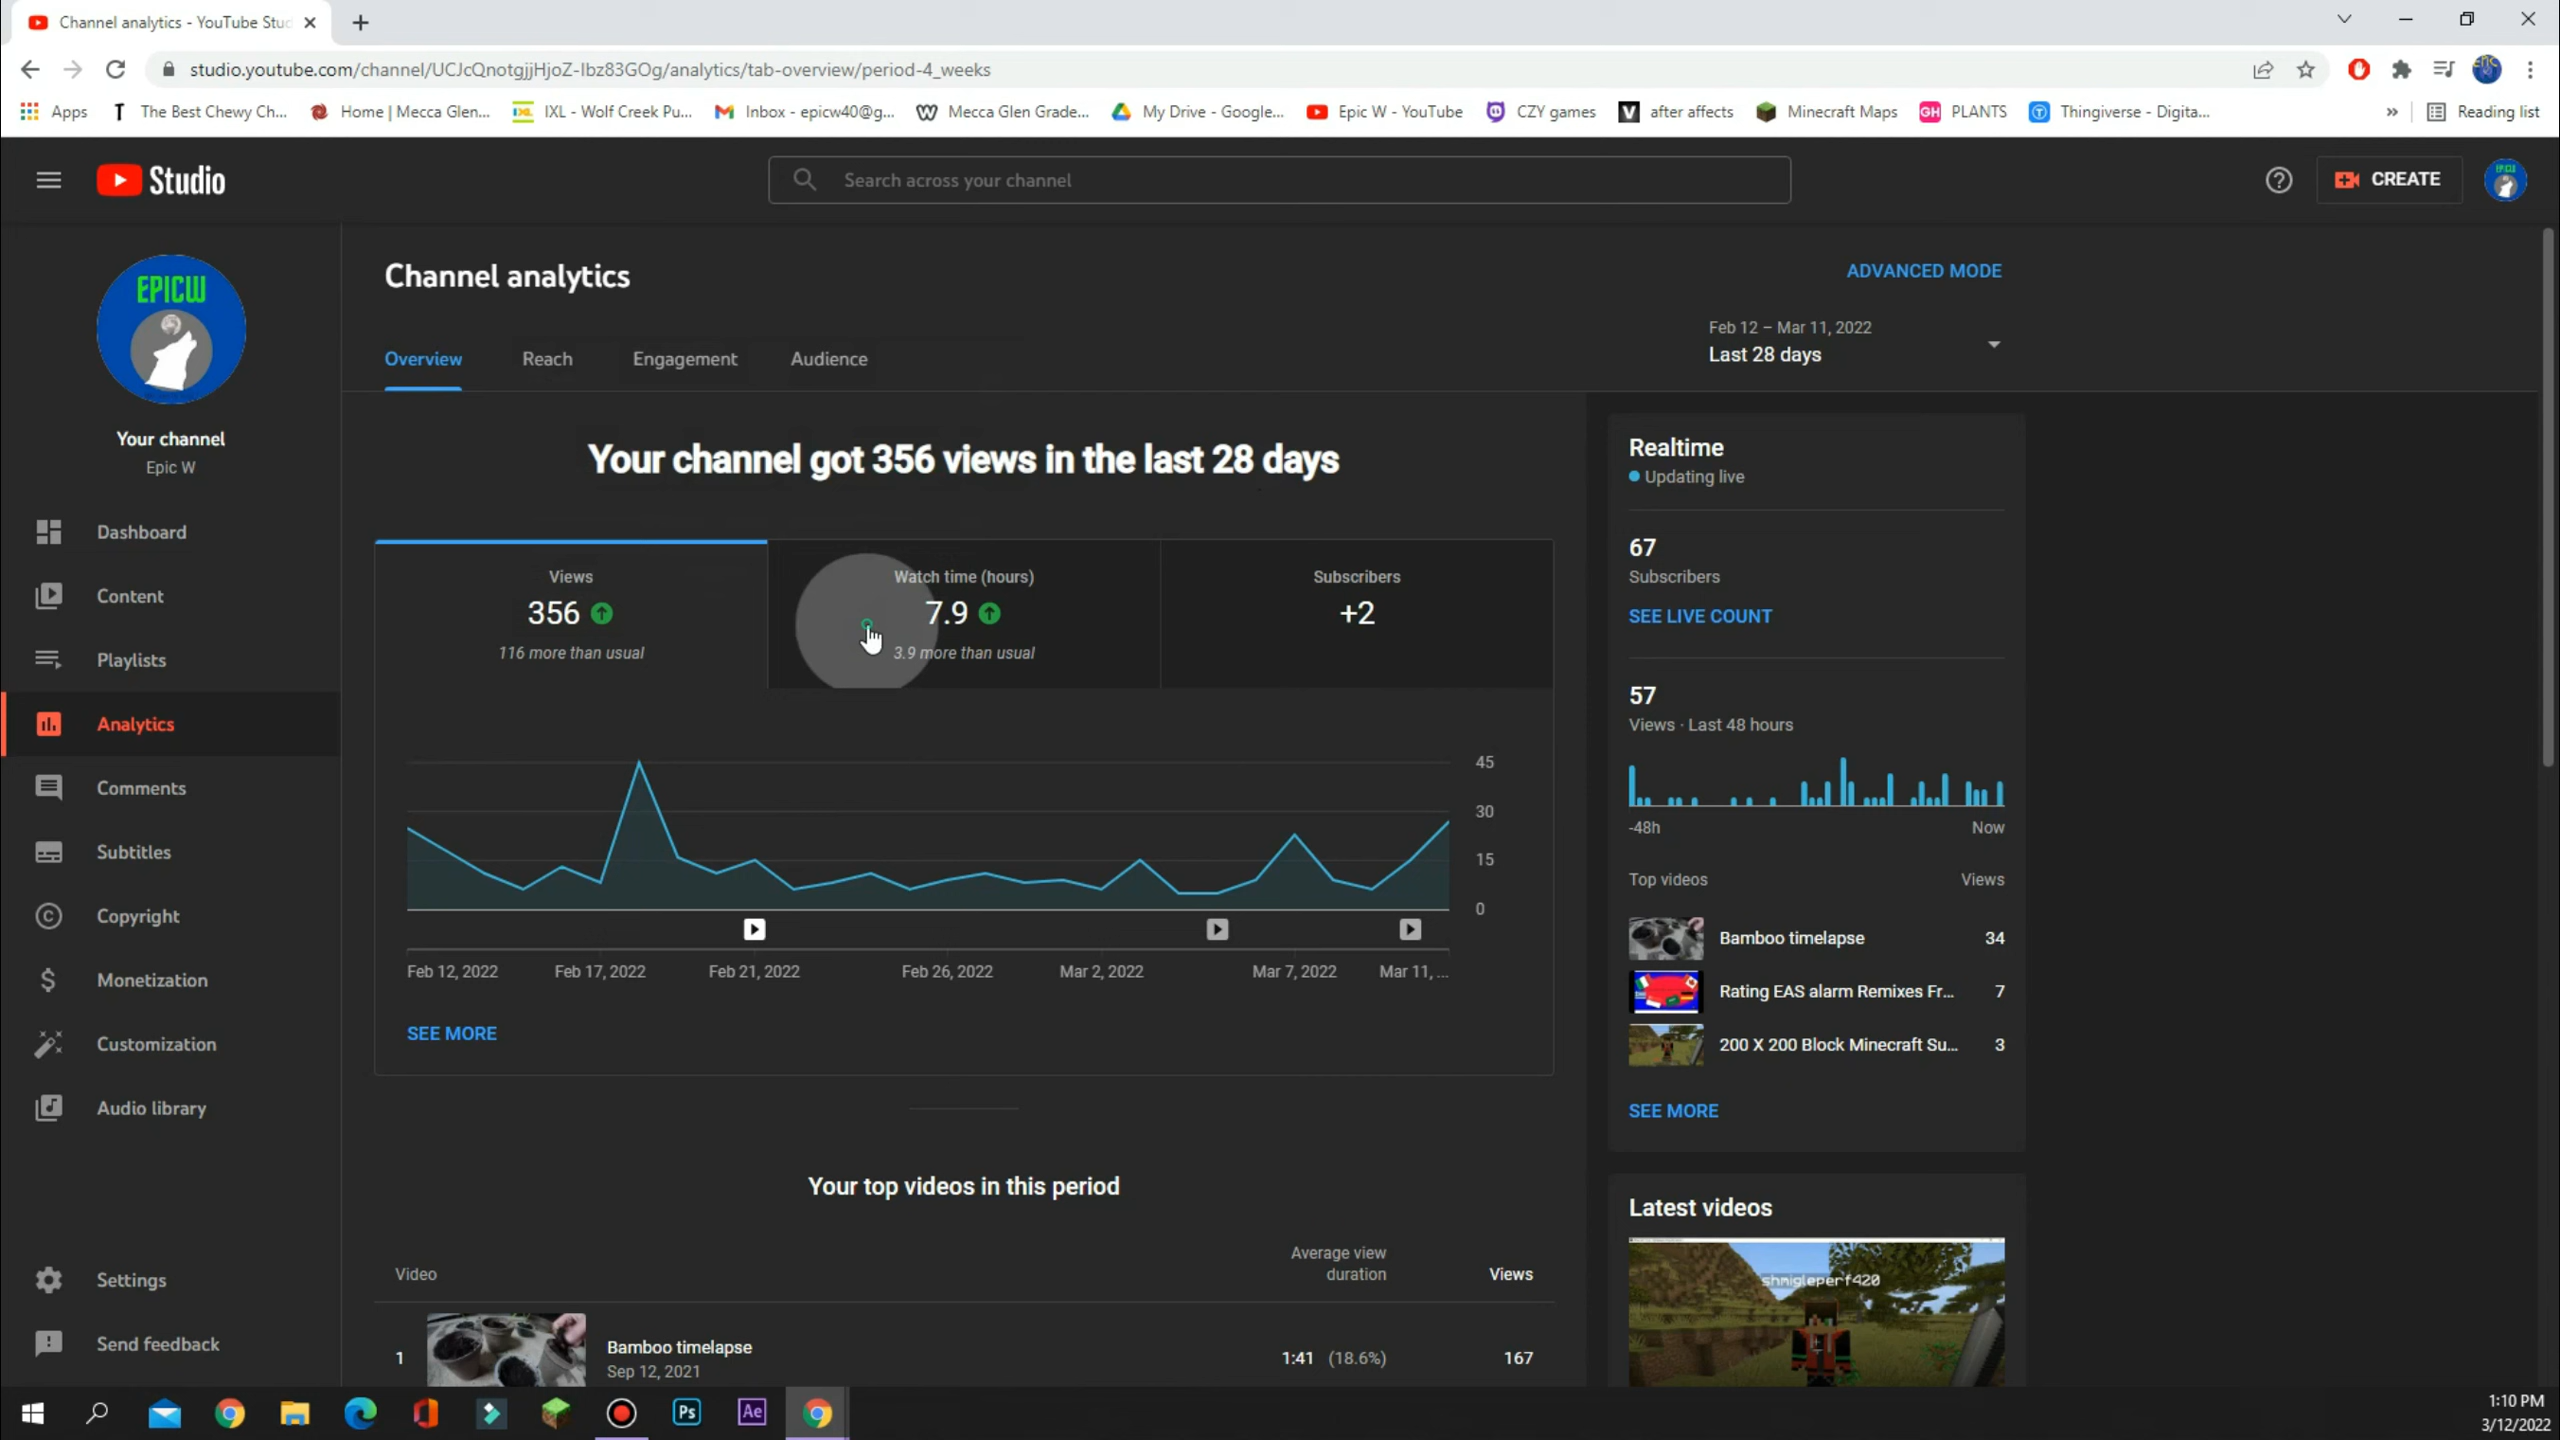 Channel analytics - YouTube Stu
studio.youtube.com/channel/UCJcQnotgjjHjoZ-Ibz83GOg/analytics/tab-overview/period-4_weeks
Apps
The Best Chewy Ch...
Home | Mecca Glen...
IXL - Wolf Creek Pu...
Inbox - epicw40@g...
Mecca Glen Grade...
My Drive - Google...
Epic W - YouTube
CZY games
after affects
Minecraft Maps
GH PLANTS
Thingiverse - Digita...
»
Reading list
Studio
Search across your channel
CREATE
EPICW
Your channel
Epic W
Dashboard
Content
Playlists
Analytics
Comments
Subtitles
Copyright
Monetization
Customization
Audio library
Settings
Send feedback
Channel analytics
ADVANCED MODE
Overview
Reach
Engagement
Audience
Feb 12 – Mar 11, 2022
Last 28 days
Your channel got 356 views in the last 28 days
Views
356
116 more than usual
Watch time (hours)
7.9
3.9 more than usual
Subscribers
+2
45
30
15
0
Feb 12, 2022
Feb 17, 2022
Feb 21, 2022
Feb 26, 2022
Mar 2, 2022
Mar 7, 2022
Mar 11, ...
SEE MORE
Your top videos in this period
Video
Average view
duration
Views
1
Bamboo timelapse
Sep 12, 2021
1:41 (18.6%)
167
Realtime
Updating live
67
Subscribers
SEE LIVE COUNT
57
Views · Last 48 hours
-48h
Now
Top videos
Views
Bamboo timelapse
34
Rating EAS alarm Remixes Fr...
7
200 X 200 Block Minecraft Su...
3
SEE MORE
Latest videos
shmigleperf420
Ps
Ae
1:10 PM
3/12/2022